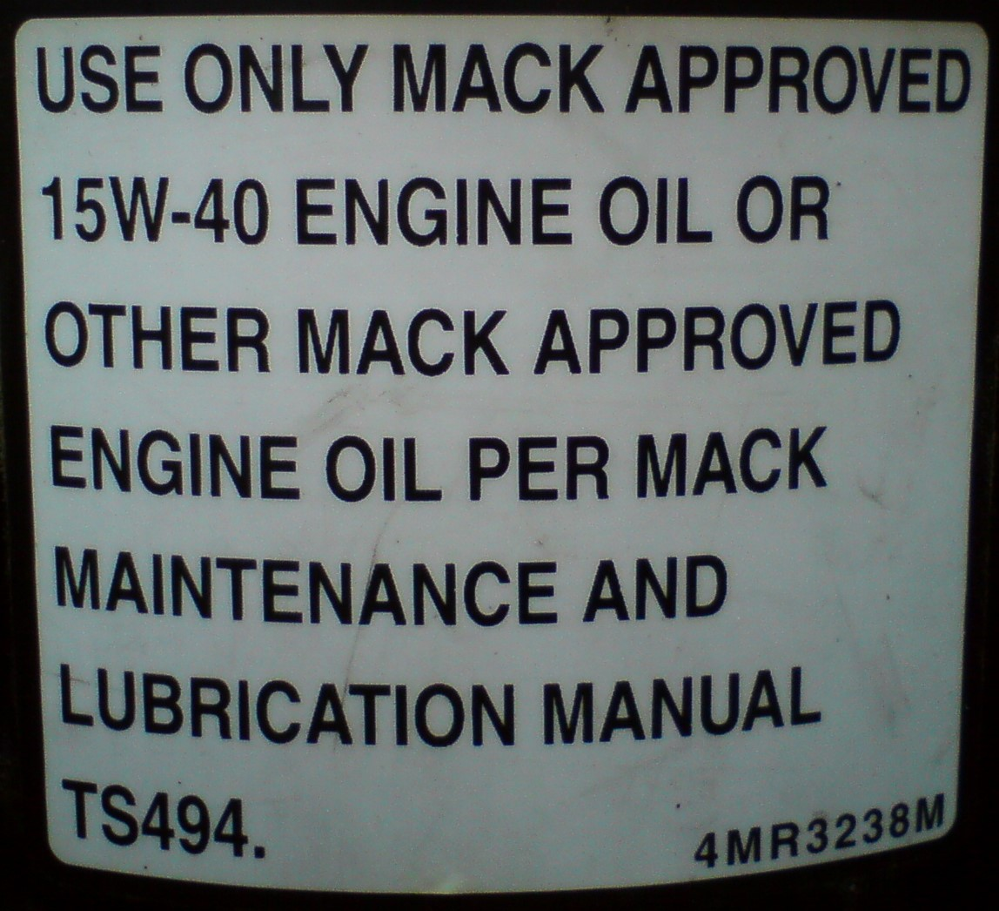 USE ONLY MACK APPROVED
15W-40 ENGINE OIL OR
OTHER MACK APPROVED
ENGINE OIL PER MACK
MAINTENANCE AND
LUBRICATION MANUAL
TS494.
4MR3238M